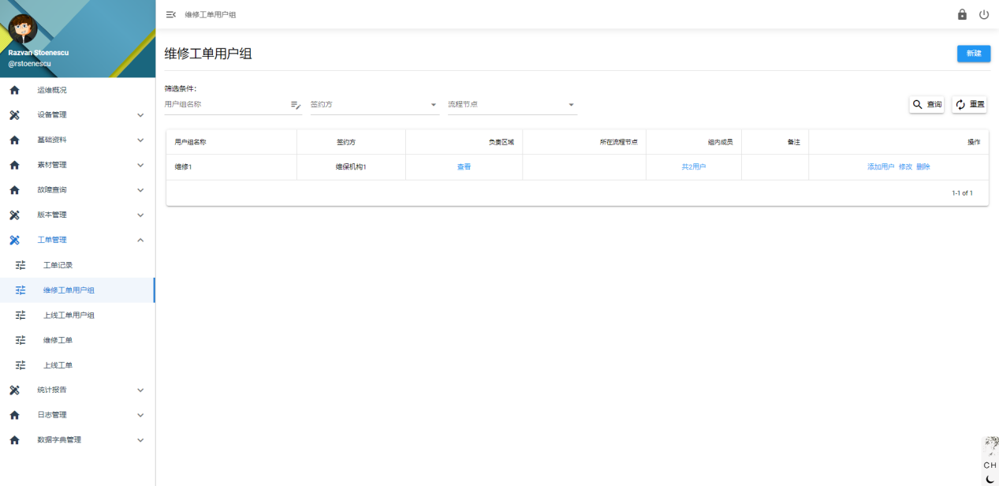 维修工单用户组
Razvan Stoenescu
@rstoenescu
运维概况
设备管理
基础资料
素材管理
故障查询
版本管理
工单管理
工单记录
维修工单用户组
上线工单用户组
维修工单
上线工单
统计报告
日志管理
数据字典管理
维修工单用户组
新建
筛选条件:
用户组名称 签约方 流程节点 查询 重置
用户组名称 签约方 负责区域 所在流程节点 组内成员 备注 操作
维修1 维保机构1 查看 共2用户 添加用户 修改 删除
1-1 of 1
CH